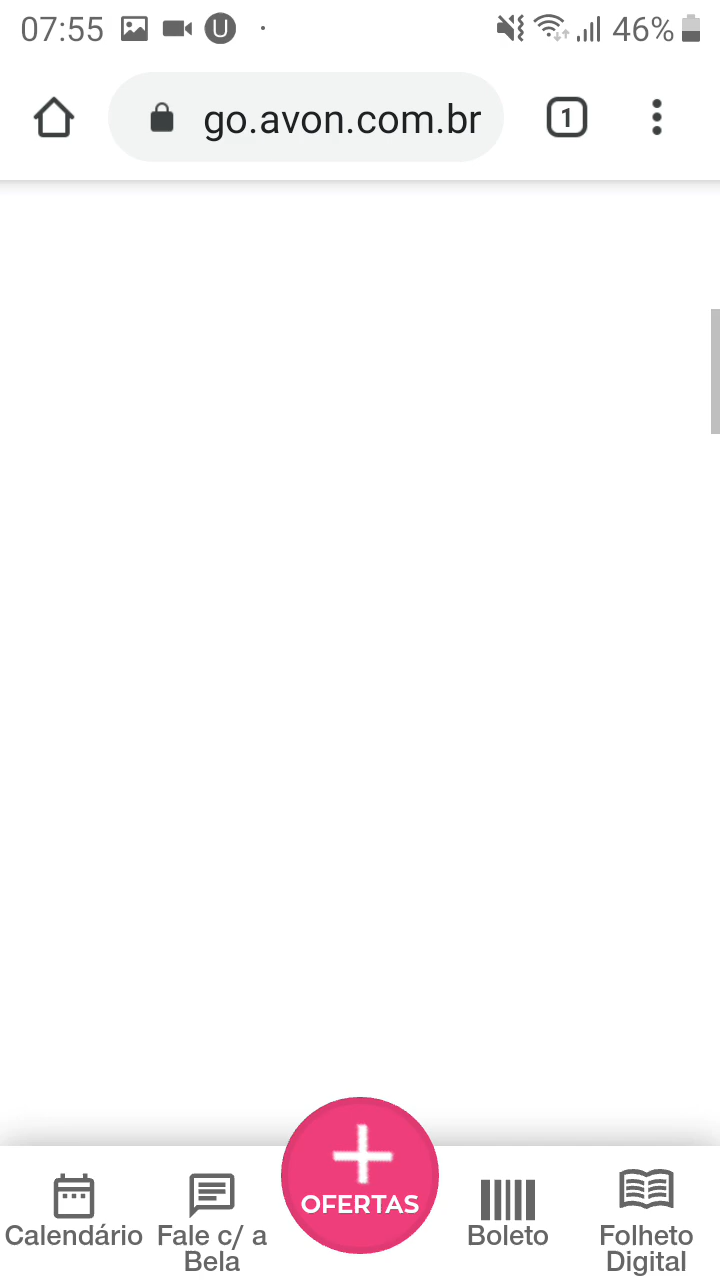 07:55 U 46%
go.avon.com.br 1
OFERTAS
Calendário Fale c/ a Bela Boleto Folheto Digital